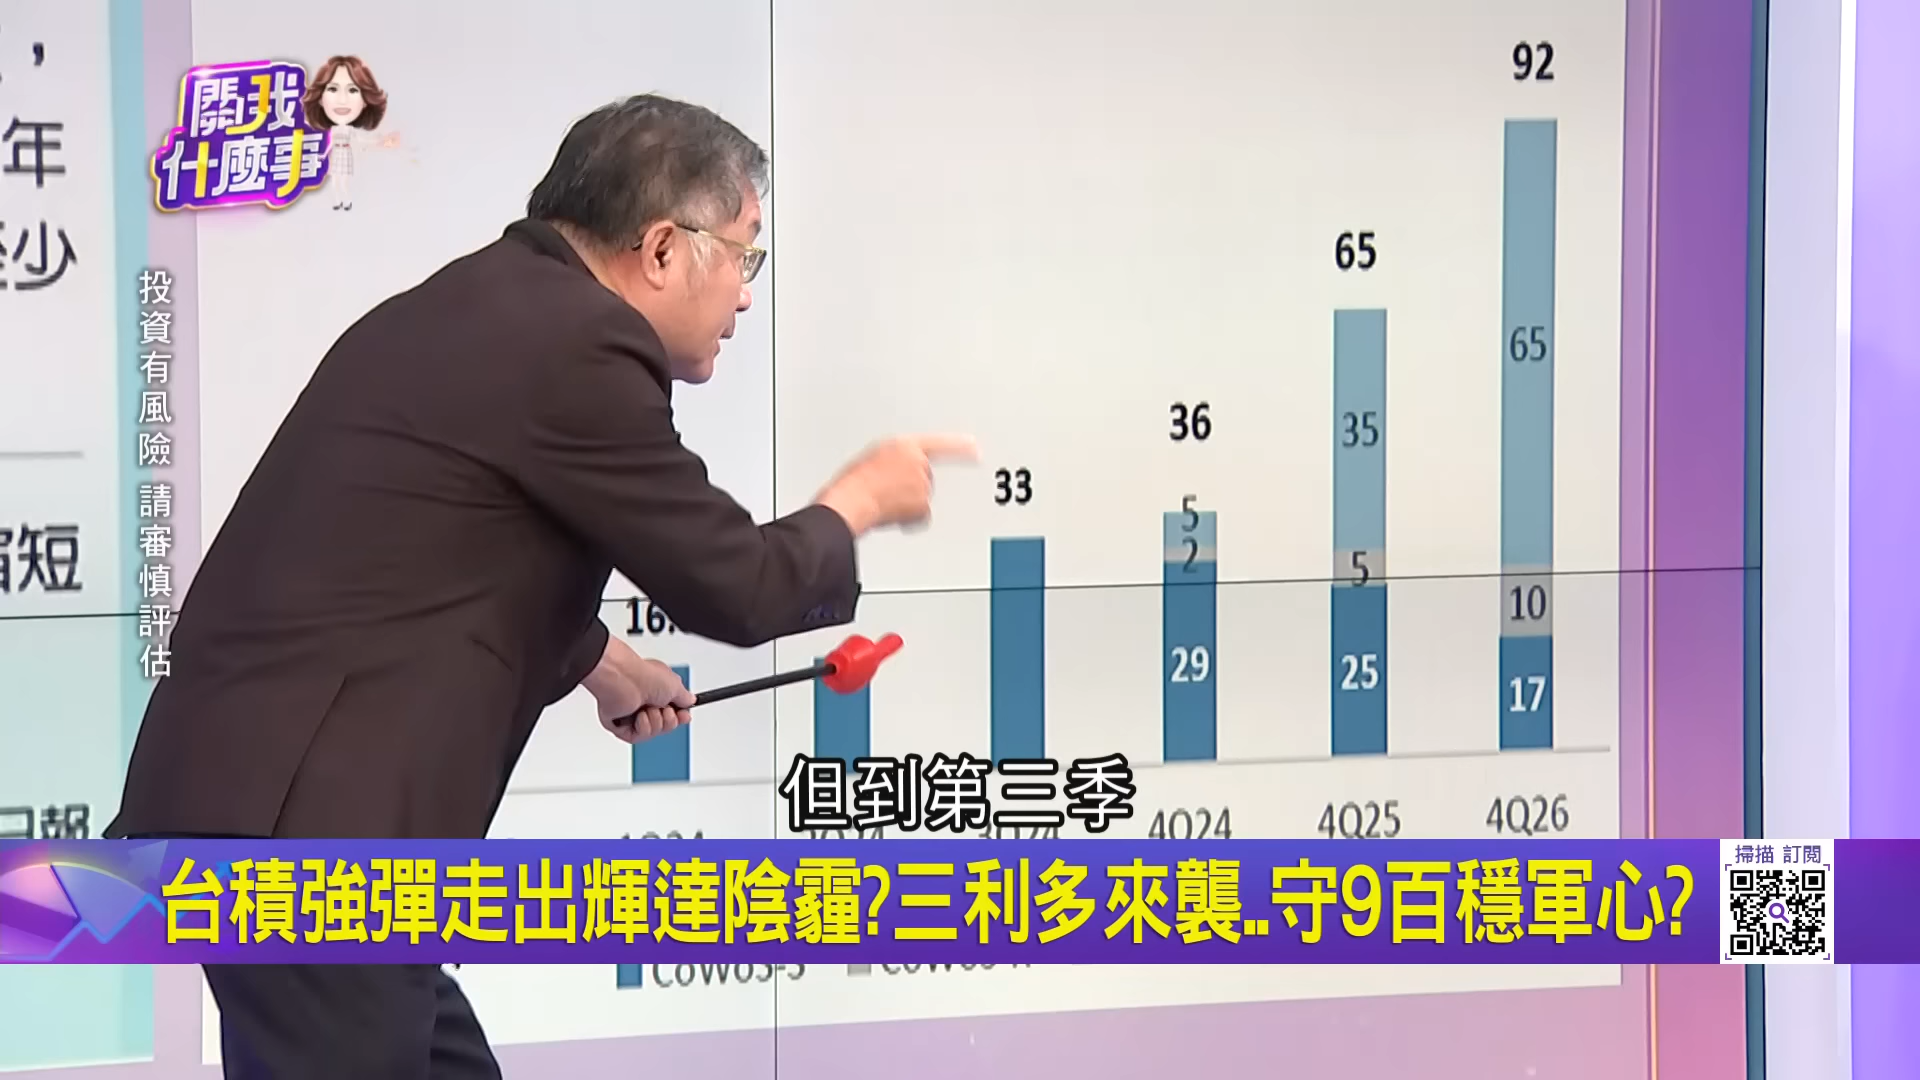 關我
什麼事
投資有風險 請審慎評估
年
少
短
92
65
65
36
35
33
5
2
5
10
29
25
17
但到第三季
4Q24
4Q25
4Q26
台積強彈走出輝達陰霾?三利多來襲..守9百穩軍心?
掃描 訂閱
CoWoS-S